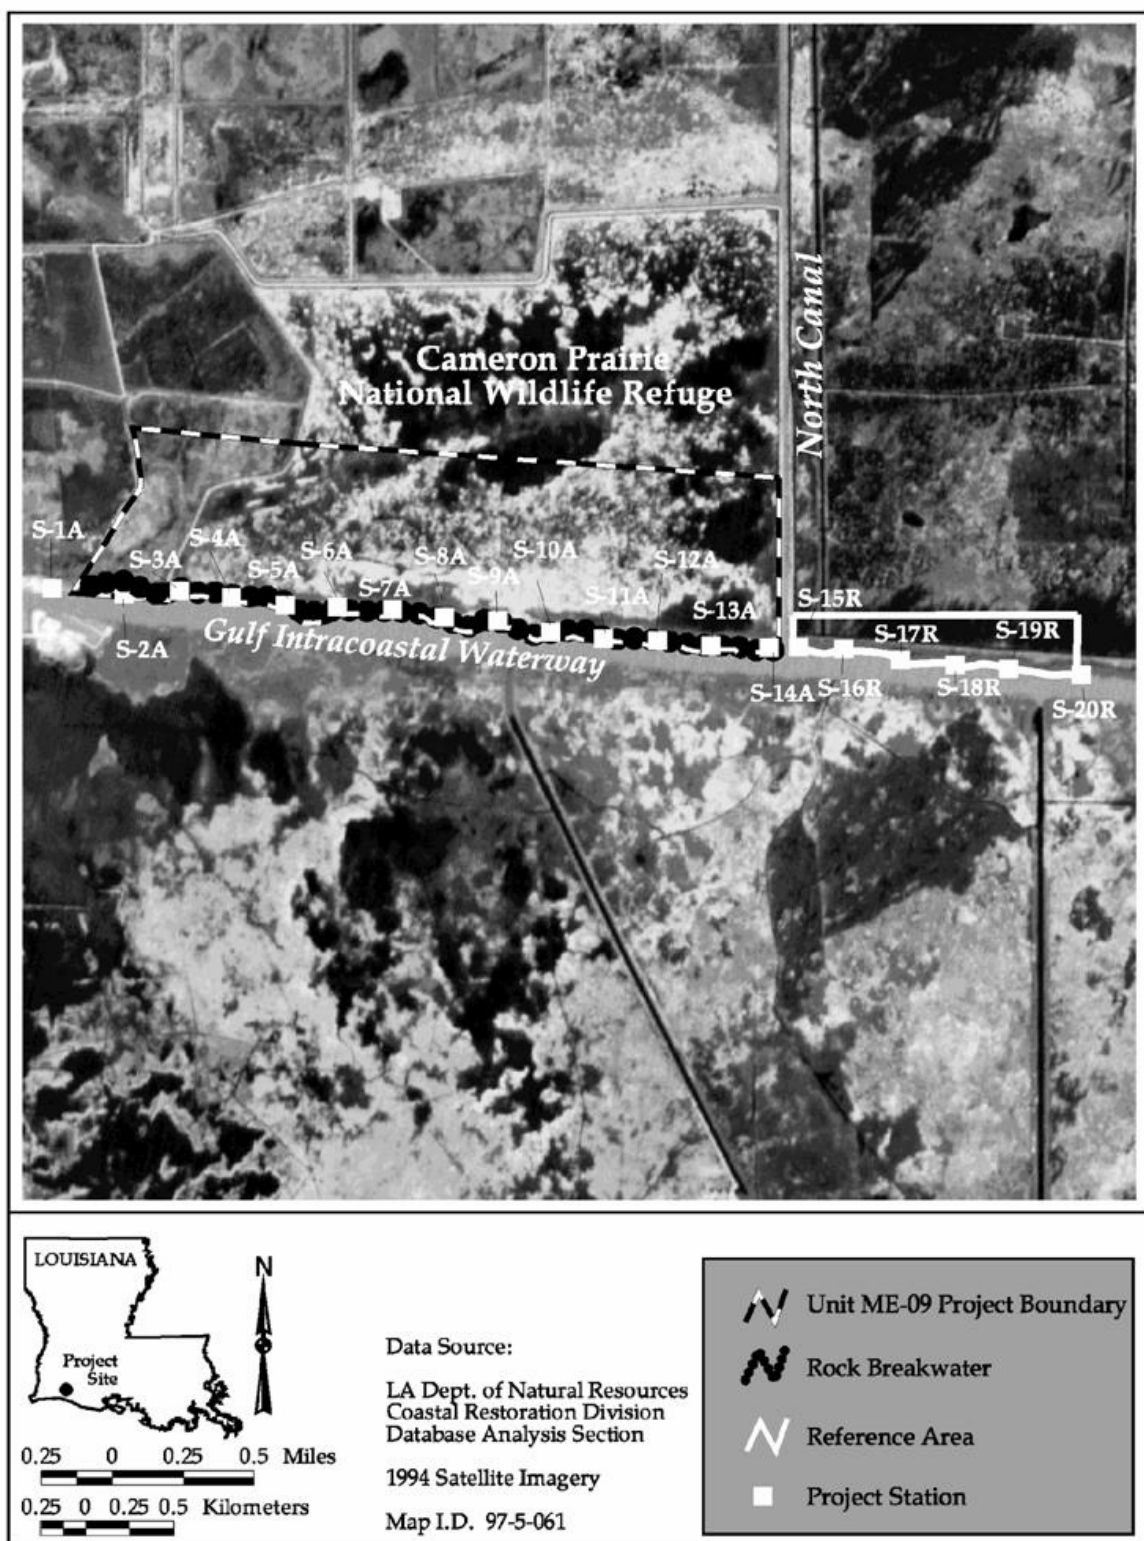 Cameron Prairie
National Wildlife Refuge
North Canal
S-1A
S-4A
S-3A
S-6A
S-5A
S-8A
S-7A
S-10A
S-9A
S-12A
S-11A
S-13A
S-15R
S-17R
S-19R
S-2A
Gulf Intracoastal Waterway
S-14A
S-16R
S-18R
S-20R
LOUISIANA
Project
Site
N
0.25 0 0.25 0.5 Miles
0.25 0 0.25 0.5 Kilometers
Data Source:
LA Dept. of Natural Resources
Coastal Restoration Division
Database Analysis Section
1994 Satellite Imagery
Map I.D. 97-5-061
Unit ME-09 Project Boundary
Rock Breakwater
Reference Area
Project Station